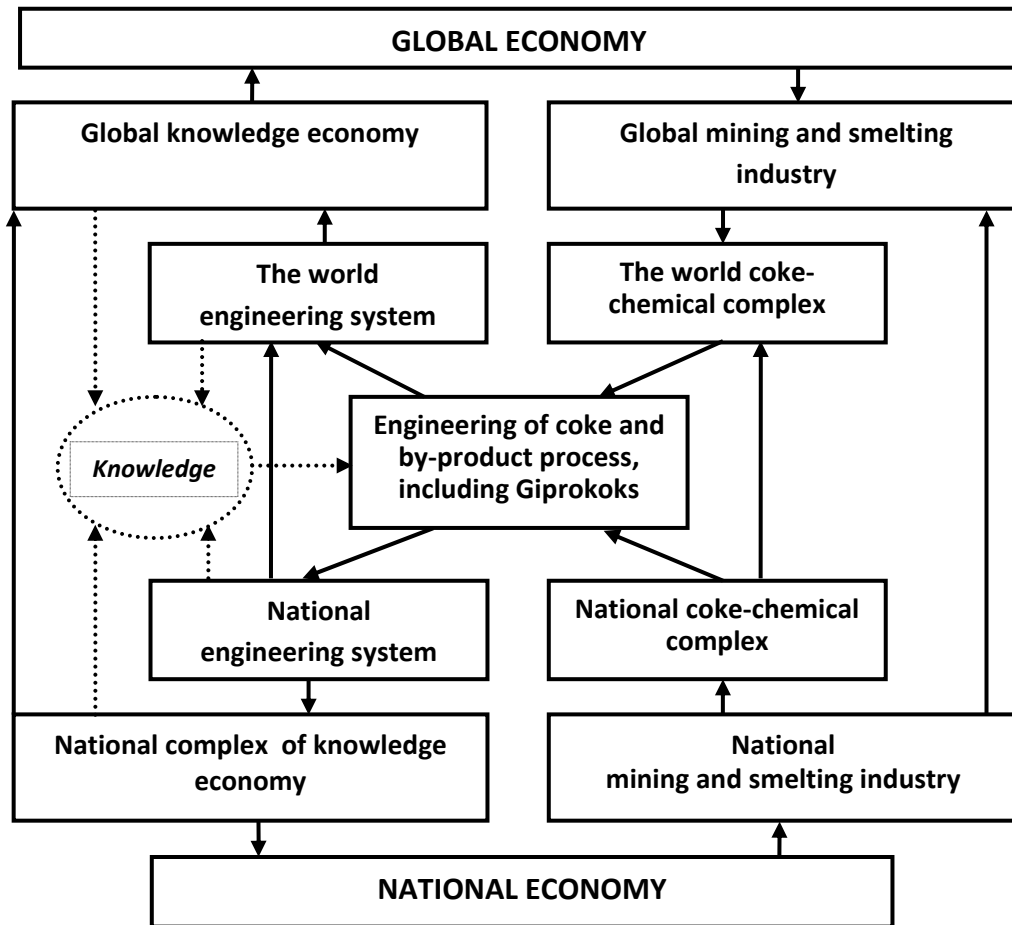 GLOBAL ECONOMY
Global knowledge economy
Global mining and smelting
industry
The world
engineering system
The world coke-
chemical complex
Engineering of coke and
by-product process,
including Giprokoks
Knowledge
National
engineering system
National coke-chemical
complex
National complex of knowledge
economy
National
mining and smelting industry
NATIONAL ECONOMY